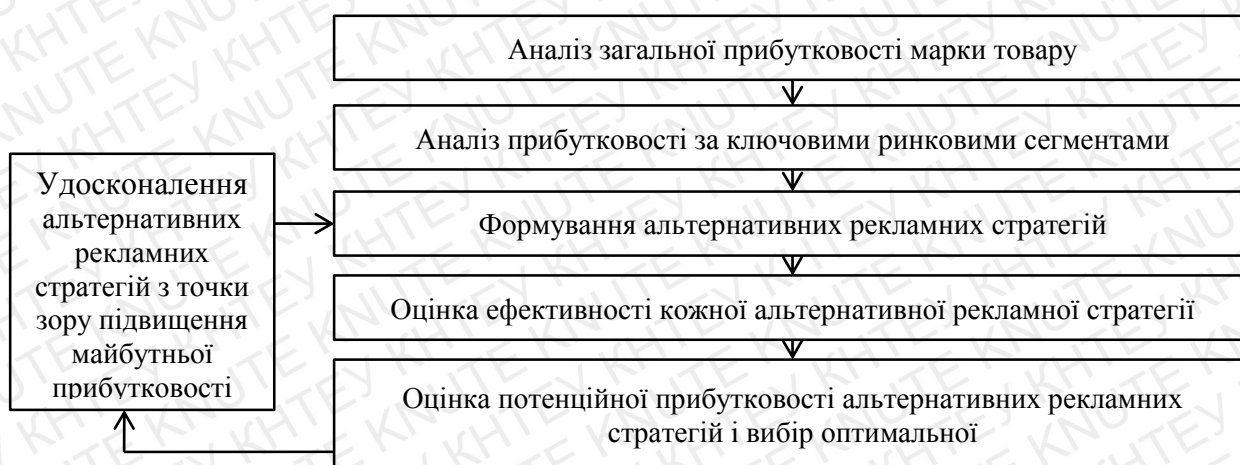 Аналіз загальної прибутковості марки товару
Аналіз прибутковості за ключовими ринковими сегментами
Удосконалення
альтернативних
рекламних
стратегій з точки
зору підвищення
майбутньої
прибутковості
Формування альтернативних рекламних стратегій
Оцінка ефективності кожної альтернативної рекламної стратегії
Оцінка потенційної прибутковості альтернативних рекламних
стратегій і вибір оптимальної